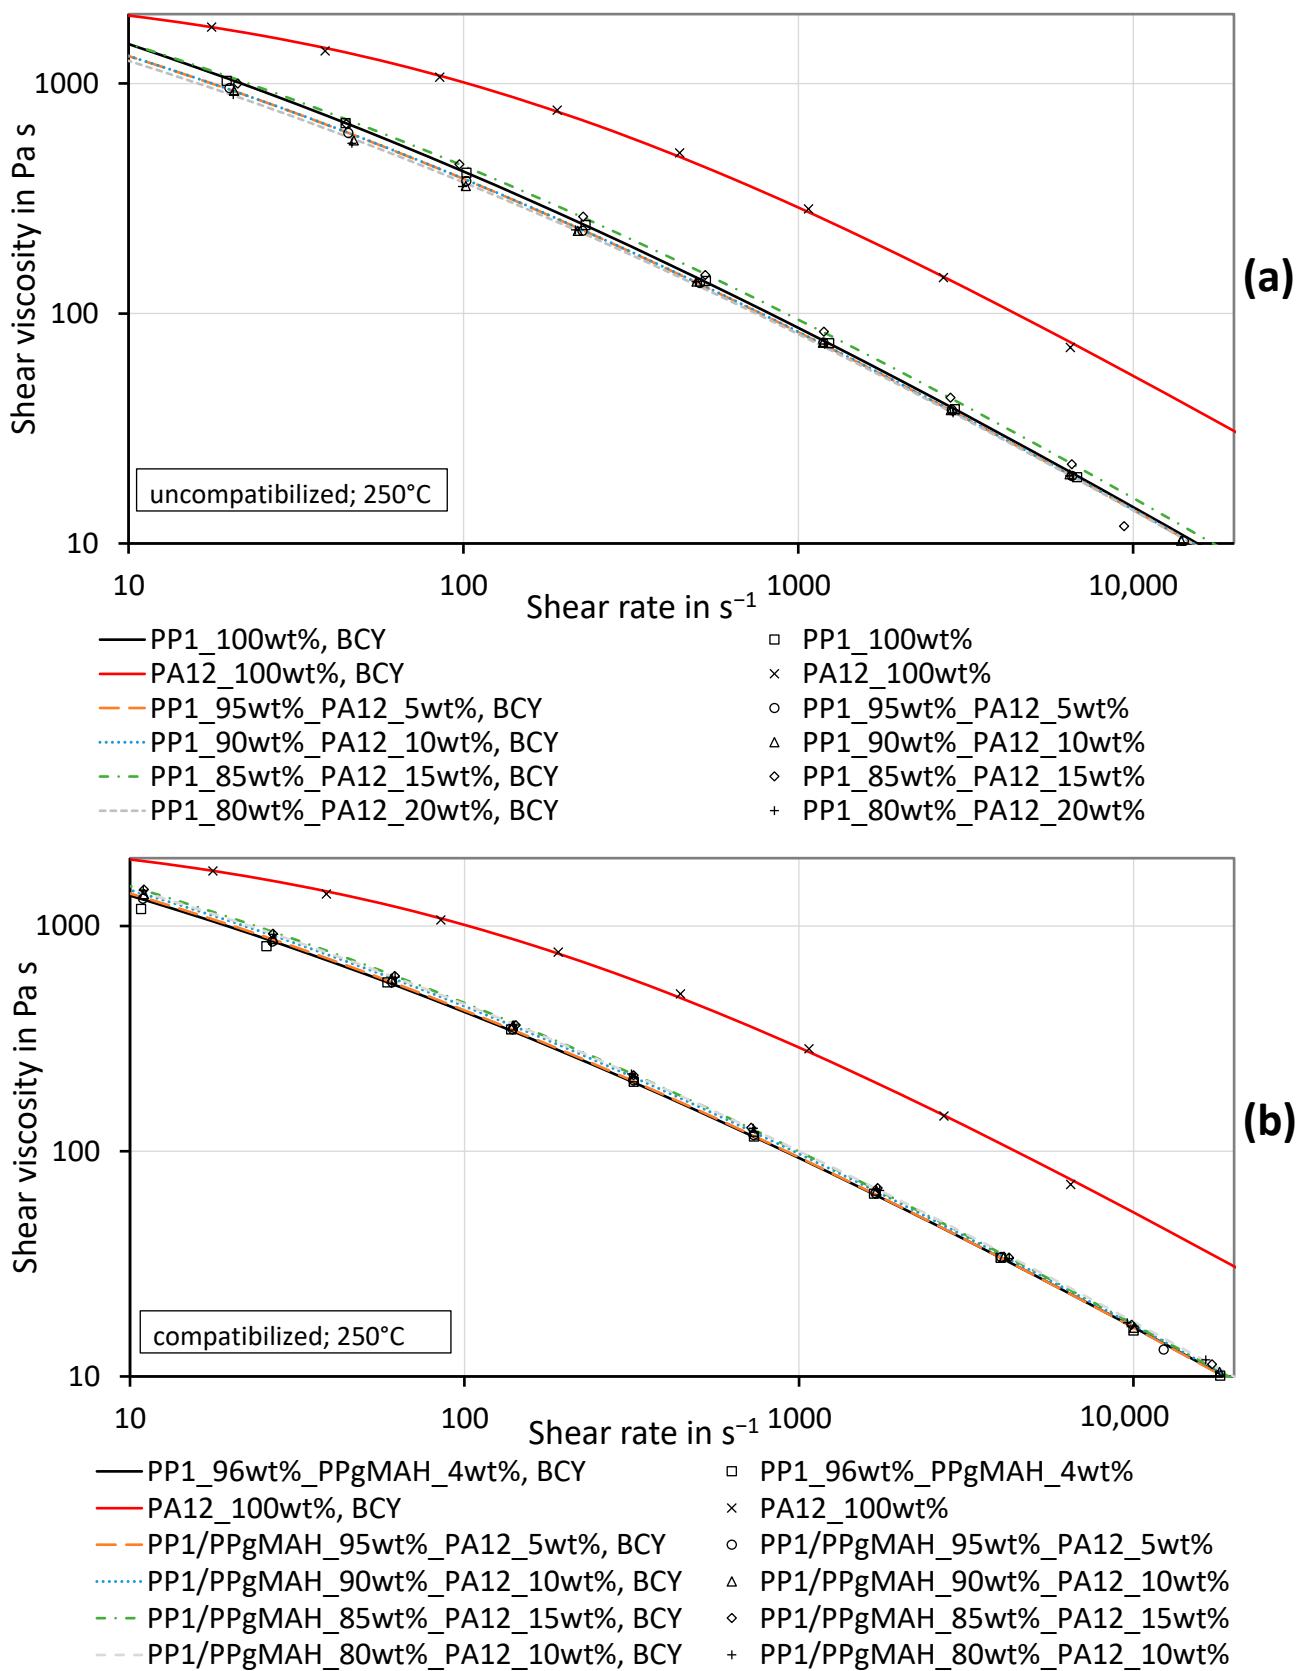 1000
100
10
Shear viscosity in Pa s
(a)
uncompatibilized; 250°C
10
100
1000
10,000
Shear rate in s⁻¹
PP1_100wt%, BCY
PP1_100wt%
PA12_100wt%, BCY
PA12_100wt%
PP1_95wt%_PA12_5wt%, BCY
PP1_95wt%_PA12_5wt%
PP1_90wt%_PA12_10wt%, BCY
PP1_90wt%_PA12_10wt%
PP1_85wt%_PA12_15wt%, BCY
PP1_85wt%_PA12_15wt%
PP1_80wt%_PA12_20wt%, BCY
PP1_80wt%_PA12_20wt%
1000
100
10
Shear viscosity in Pa s
(b)
compatibilized; 250°C
10
100
1000
10,000
Shear rate in s⁻¹
PP1_96wt%_PPgMAH_4wt%, BCY
PP1_96wt%_PPgMAH_4wt%
PA12_100wt%, BCY
PA12_100wt%
PP1/PPgMAH_95wt%_PA12_5wt%, BCY
PP1/PPgMAH_95wt%_PA12_5wt%
PP1/PPgMAH_90wt%_PA12_10wt%, BCY
PP1/PPgMAH_90wt%_PA12_10wt%
PP1/PPgMAH_85wt%_PA12_15wt%, BCY
PP1/PPgMAH_85wt%_PA12_15wt%
PP1/PPgMAH_80wt%_PA12_10wt%, BCY
PP1/PPgMAH_80wt%_PA12_10wt%